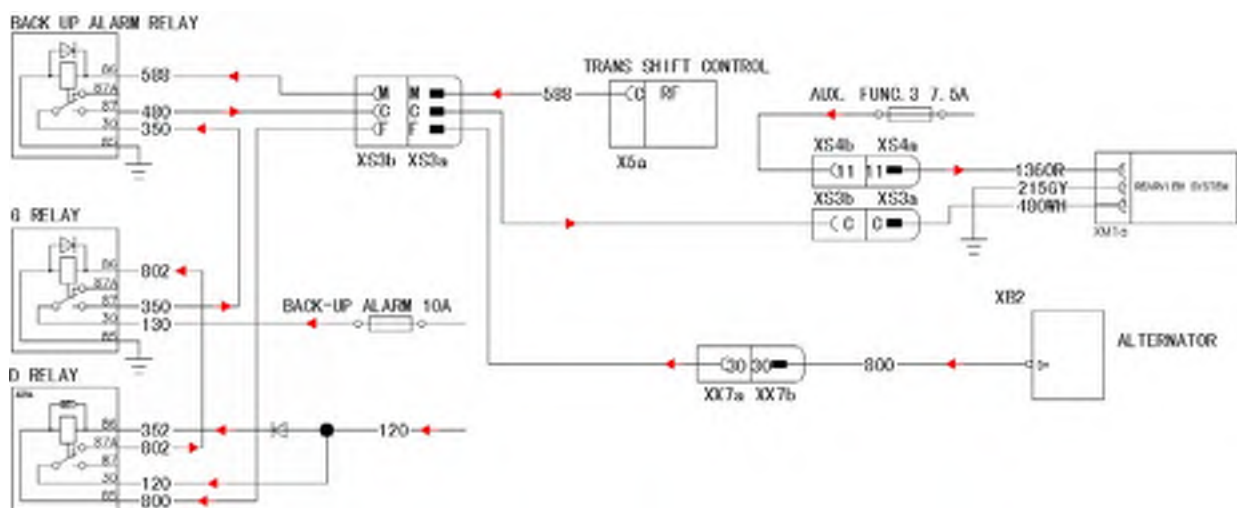 BACK UP ALARM RELAY
86
588
87A
87
480
30
350
85
M M
C C
F F
XS3b XS3a
588
TRANS SHIFT CONTROL
C RF
X5a
AUX. FUNC.3 7.5A
XS4b XS4a
11 11
XS3b XS3a
C C
1360R
215GY
480WH
REARVIEW SYSTEM
G RELAY
86
802
87A
87
350
30
130
85
BACK-UP ALARM 10A
XB2
ALTERNATOR
D+
800
30 30
XX7a XX7b
D RELAY
86
352
87A
802
87
30
120
85
800
120